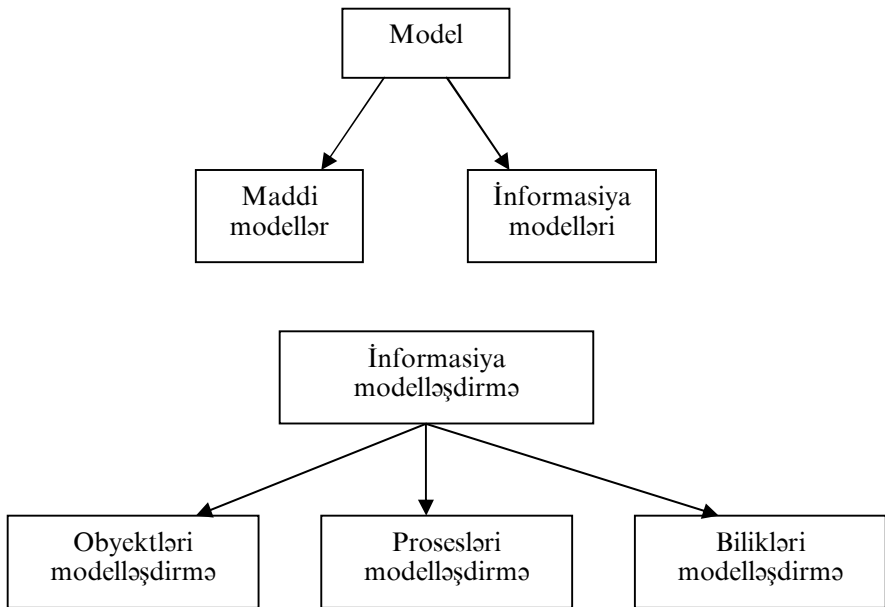 Model
Maddi
modellər
İnformasiya
modelləri
İnformasiya
modelləşdirmə
Obyektləri
modelləşdirmə
Prosesləri
modelləşdirmə
Bilikləri
modelləşdirmə